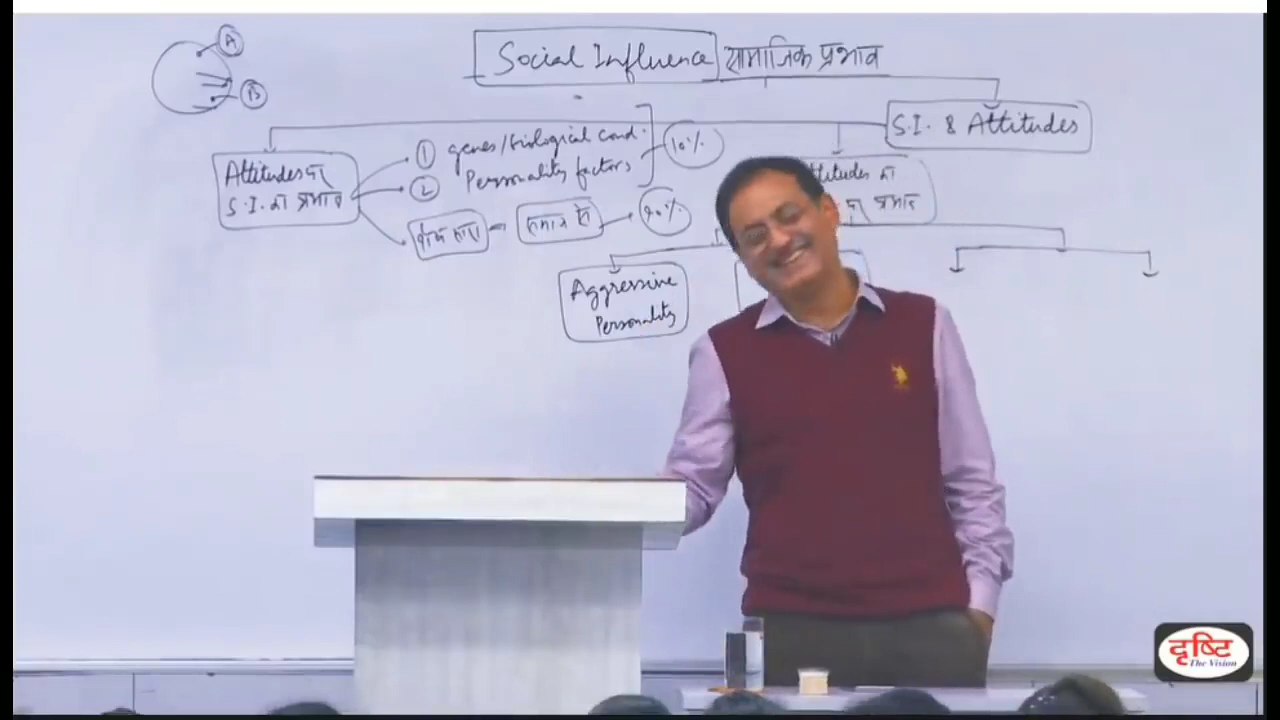 A
B
Social Influence सामाजिक प्रभाव
S.I. & Attitudes
Attitudes पर
S.I. का प्रभाव
1 genes/biological cond.
2 Personality factors
10%
समाज से
90%
Attitudes का
प्रभाव
Aggressive
Personality
दृष्टि
The Vision